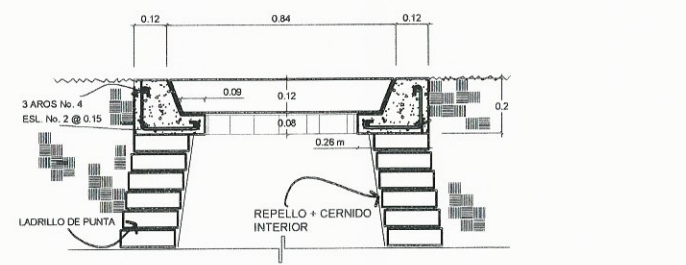 0.12 0.84 0.12
0.09
0.12
3 AROS No. 4
ESL. No. 2 @ 0.15
0.2
0.08
0.26 m
LADRILLO DE PUNTA
REPELLO + CERNIDO
INTERIOR